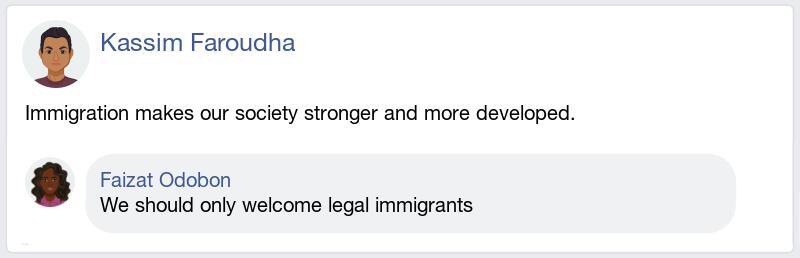 Kassim Faroudha
Immigration makes our society stronger and more developed.
Faizat Odobon
We should only welcome legal immigrants